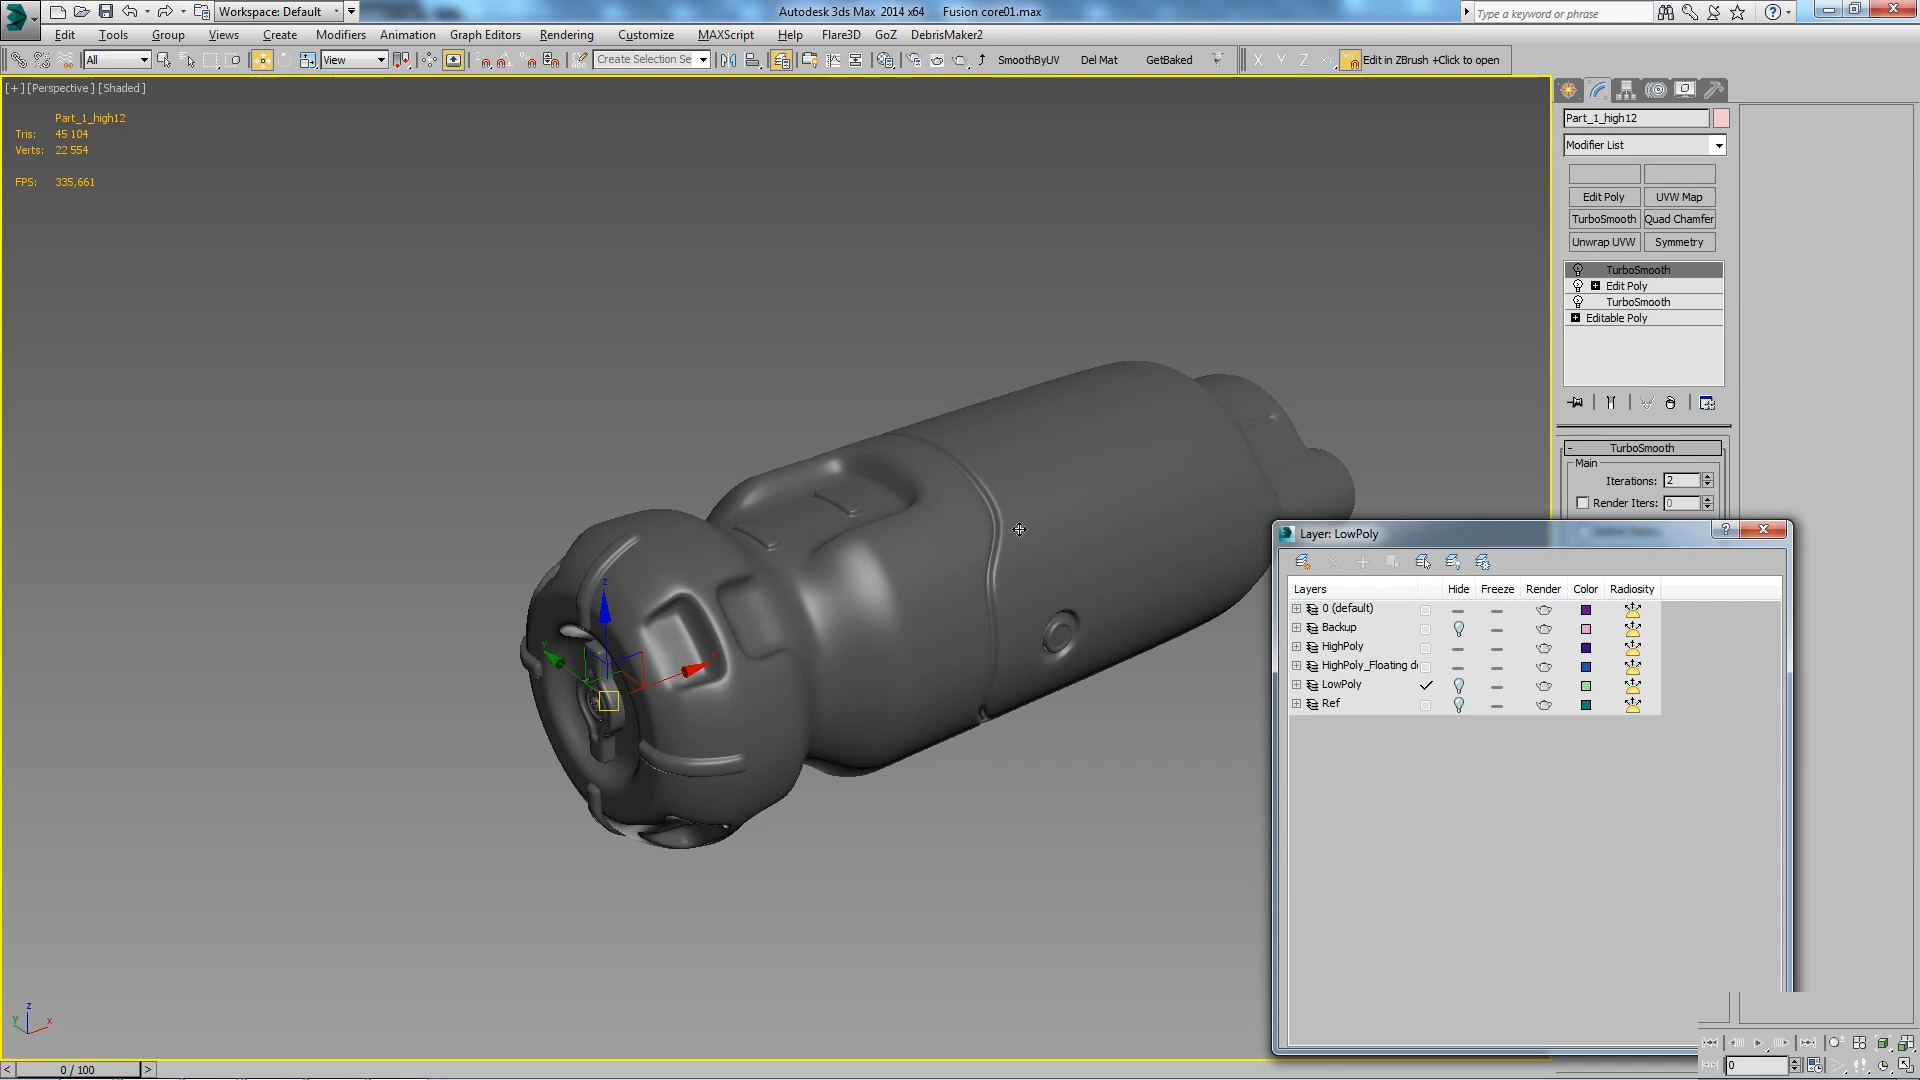 Workspace: Default
Autodesk 3ds Max 2014 x64 Fusion core01.max
Type a keyword or phrase
Edit Tools Group Views Create Modifiers Animation Graph Editors Rendering Customize MAXScript Help Flare3D GoZ DebrisMaker2
All View Create Selection Se SmoothByUV Del Mat GetBaked X Y Z Edit in ZBrush +Click to open
[+] [Perspective] [Shaded]
Part_1_high12
Tris: 45 104
Verts: 22 554
FPS: 335,661
Part_1_high12
Modifier List
Edit Poly UVW Map
TurboSmooth Quad Chamfer
Unwrap UVW Symmetry
TurboSmooth
Edit Poly
TurboSmooth
Editable Poly
- TurboSmooth
Main
Iterations: 2
Render Iters: 0
Layer: LowPoly
Layers Hide Freeze Render Color Radiosity
0 (default)
Backup
HighPoly
HighPoly_Floating de
LowPoly
Ref
z
y
x
z
y x
< 0 / 100 >
0